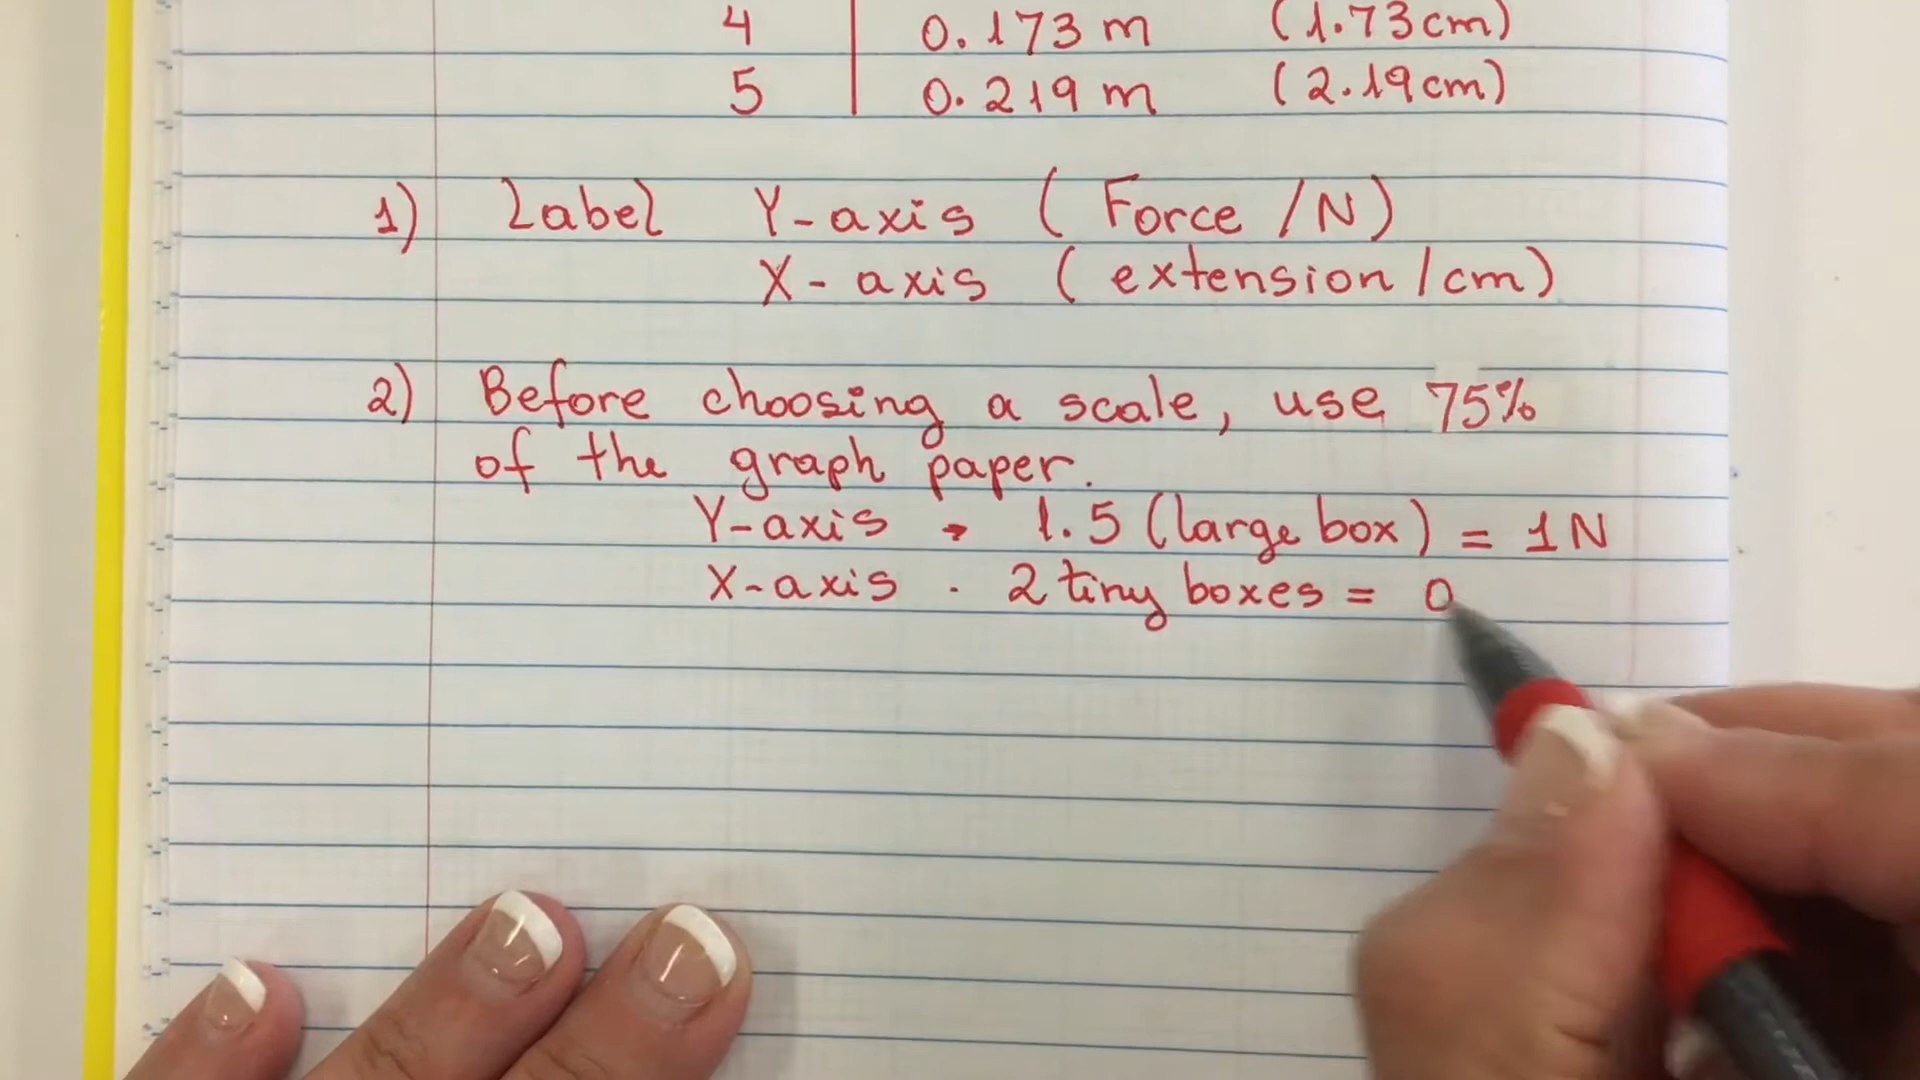 4 0.173 m (1.73cm)
5 0.219 m (2.19cm)
1) Label Y-axis (Force /N)
X-axis (extension/cm)
2) Before choosing a scale, use 75%
of the graph paper.
Y-axis - 1.5 (large box) = 1N
X-axis - 2 tiny boxes = 0